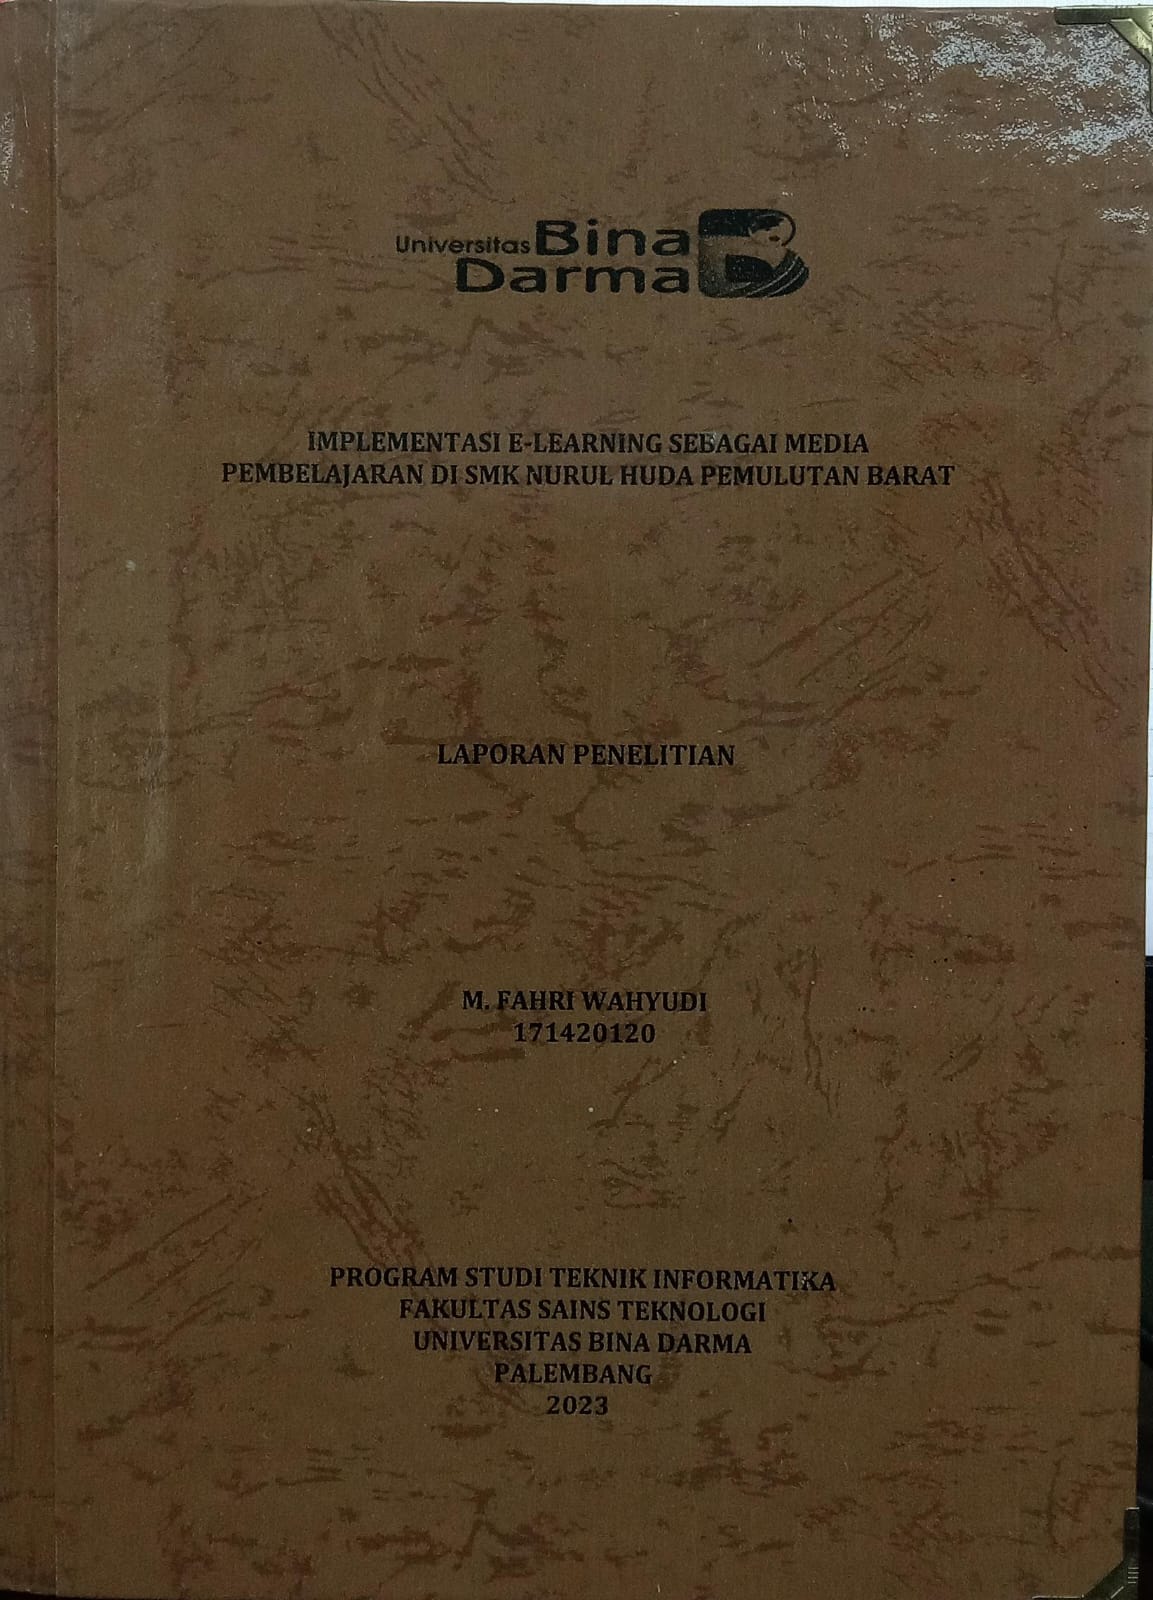 Universitas Bina
Darma
IMPLEMENTASI E-LEARNING SEBAGAI MEDIA
PEMBELAJARAN DI SMK NURUL HUDA PEMULUTAN BARAT
LAPORAN PENELITIAN
M. FAHRI WAHYUDI
171420120
PROGRAM STUDI TEKNIK INFORMATIKA
FAKULTAS SAINS TEKNOLOGI
UNIVERSITAS BINA DARMA
PALEMBANG
2023